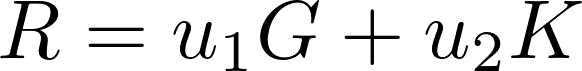 R = u₁G + u₂K